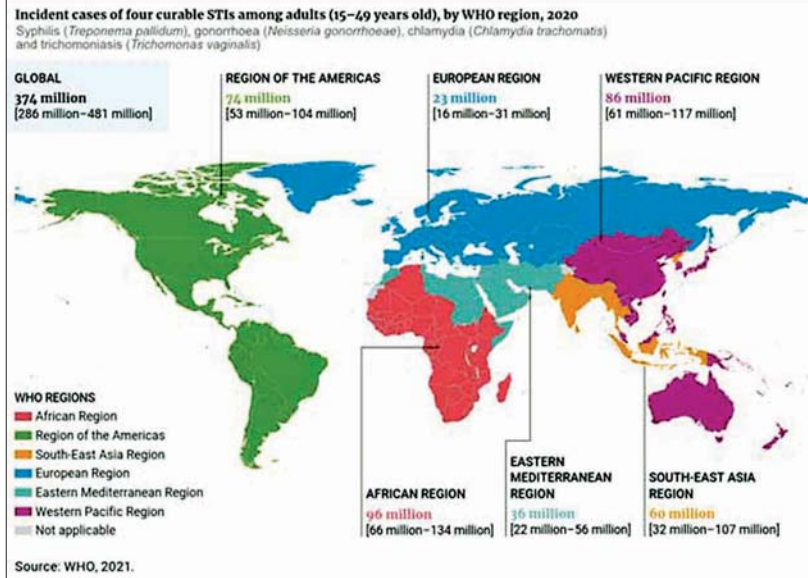 Incident cases of four curable STIs among adults (15–49 years old), by WHO region, 2020
Syphilis (Treponema pallidum), gonorrhoea (Neisseria gonorrhoeae), chlamydia (Chlamydia trachomatis)
and trichomoniasis (Trichomonas vaginalis)
GLOBAL
374 million
[286 million–481 million]
REGION OF THE AMERICAS
74 million
[53 million–104 million]
EUROPEAN REGION
23 million
[16 million–31 million]
WESTERN PACIFIC REGION
86 million
[61 million–117 million]
WHO REGIONS
African Region
Region of the Americas
South-East Asia Region
European Region
Eastern Mediterranean Region
Western Pacific Region
Not applicable
AFRICAN REGION
96 million
[66 million–134 million]
EASTERN
MEDITERRANEAN
REGION
36 million
[22 million–56 million]
SOUTH-EAST ASIA
REGION
60 million
[32 million–107 million]
Source: WHO, 2021.